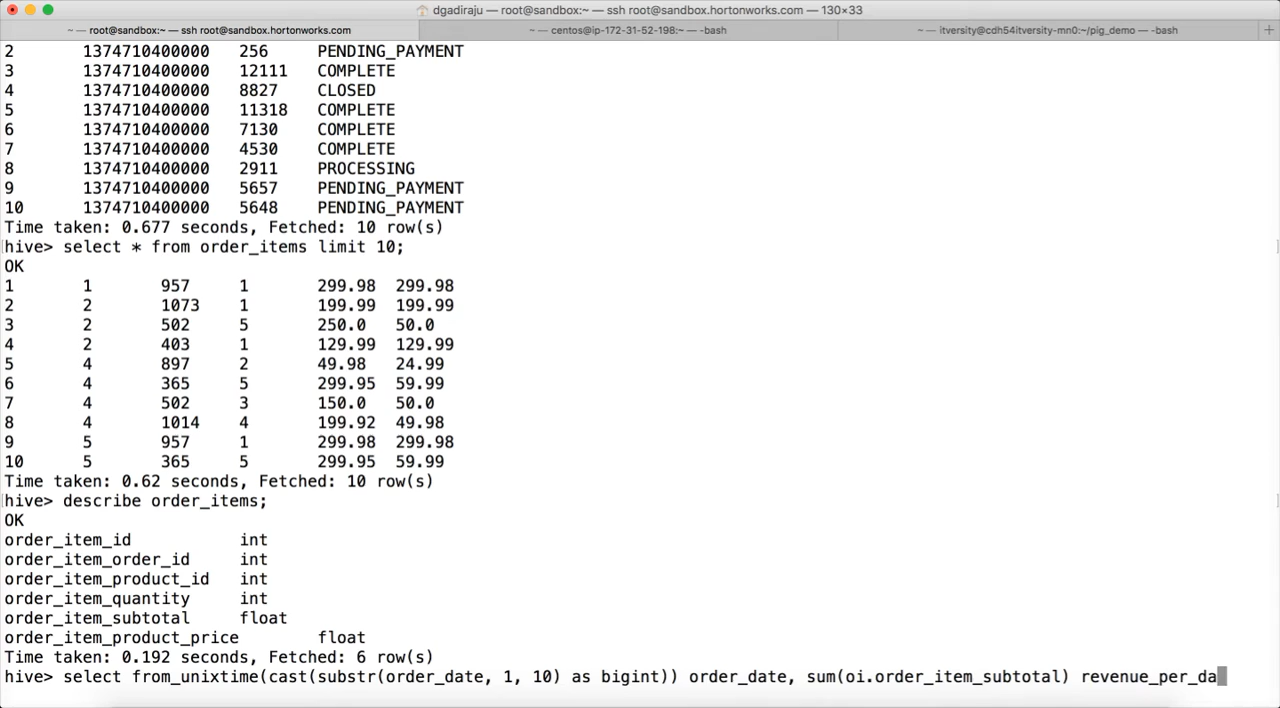 dgadiraju — root@sandbox:~ — ssh root@sandbox.hortonworks.com — 130×33
~ — root@sandbox:~ — ssh root@sandbox.hortonworks.com
~ — centos@ip-172-31-52-198:~ — -bash
~ — itversity@cdh54itversity-mn0:~/pig_demo — -bash
2 1374710400000 256 PENDING_PAYMENT
3 1374710400000 12111 COMPLETE
4 1374710400000 8827 CLOSED
5 1374710400000 11318 COMPLETE
6 1374710400000 7130 COMPLETE
7 1374710400000 4530 COMPLETE
8 1374710400000 2911 PROCESSING
9 1374710400000 5657 PENDING_PAYMENT
10 1374710400000 5648 PENDING_PAYMENT
Time taken: 0.677 seconds, Fetched: 10 row(s)
hive> select * from order_items limit 10;
OK
1 1 957 1 299.98 299.98
2 2 1073 1 199.99 199.99
3 2 502 5 250.0 50.0
4 2 403 1 129.99 129.99
5 4 897 2 49.98 24.99
6 4 365 5 299.95 59.99
7 4 502 3 150.0 50.0
8 4 1014 4 199.92 49.98
9 5 957 1 299.98 299.98
10 5 365 5 299.95 59.99
Time taken: 0.62 seconds, Fetched: 10 row(s)
hive> describe order_items;
OK
order_item_id int
order_item_order_id int
order_item_product_id int
order_item_quantity int
order_item_subtotal float
order_item_product_price float
Time taken: 0.192 seconds, Fetched: 6 row(s)
hive> select from_unixtime(cast(substr(order_date, 1, 10) as bigint)) order_date, sum(oi.order_item_subtotal) revenue_per_da